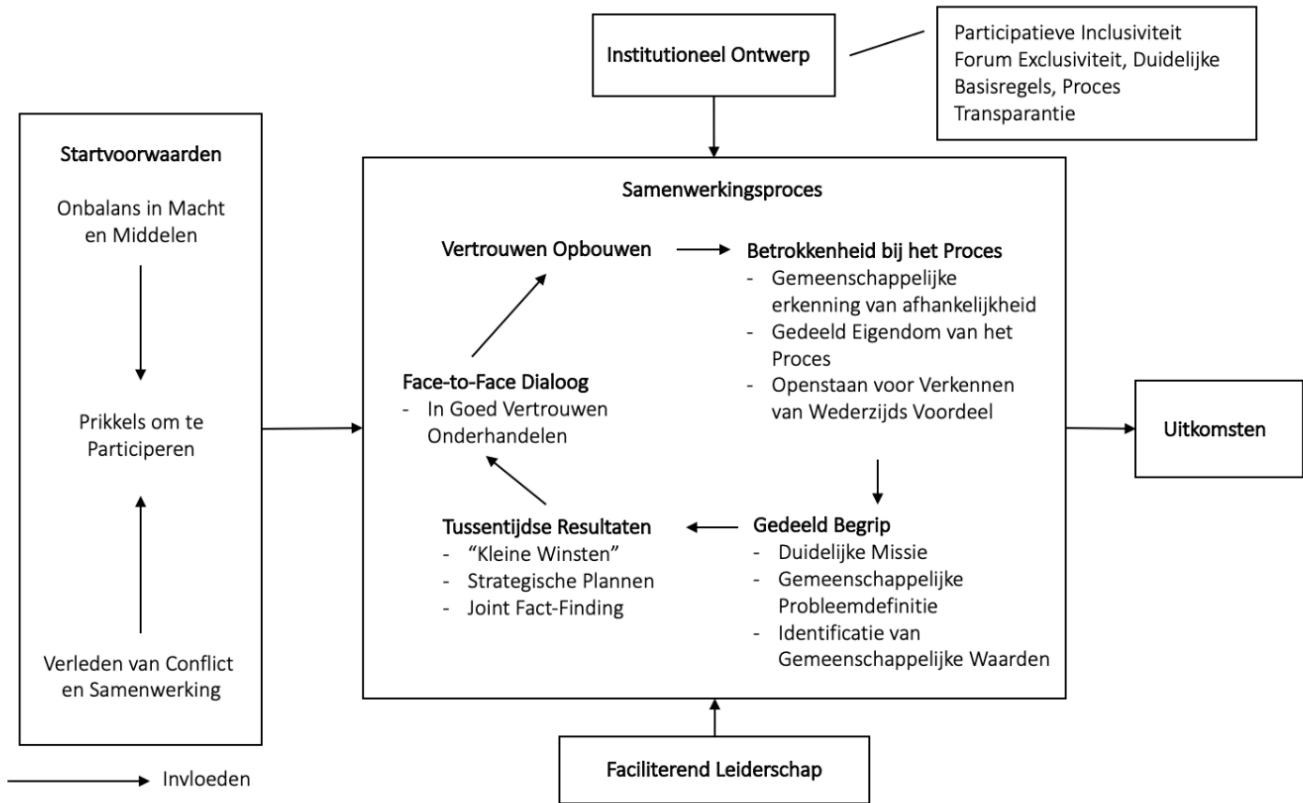 Institutioneel Ontwerp
Participatieve Inclusiviteit
Forum Exclusiviteit, Duidelijke
Basisregels, Proces
Transparantie
Startvoorwaarden
Onbalans in Macht
en Middelen
Prikkels om te
Participeren
Verleden van Conflict
en Samenwerking
Samenwerkingsproces
Vertrouwen Opbouwen
Betrokkenheid bij het Proces
- Gemeenschappelijke
erkenning van afhankelijkheid
- Gedeeld Eigendom van het
Proces
- Openstaan voor Verkennen
van Wederzijds Voordeel
Face-to-Face Dialoog
- In Goed Vertrouwen
Onderhandelen
Tussentijdse Resultaten
- “Kleine Winsten”
- Strategische Plannen
- Joint Fact-Finding
Gedeeld Begrip
- Duidelijke Missie
- Gemeenschappelijke
Probleemdefinitie
- Identificatie van
Gemeenschappelijke Waarden
Uitkomsten
Faciliterend Leiderschap
Invloeden